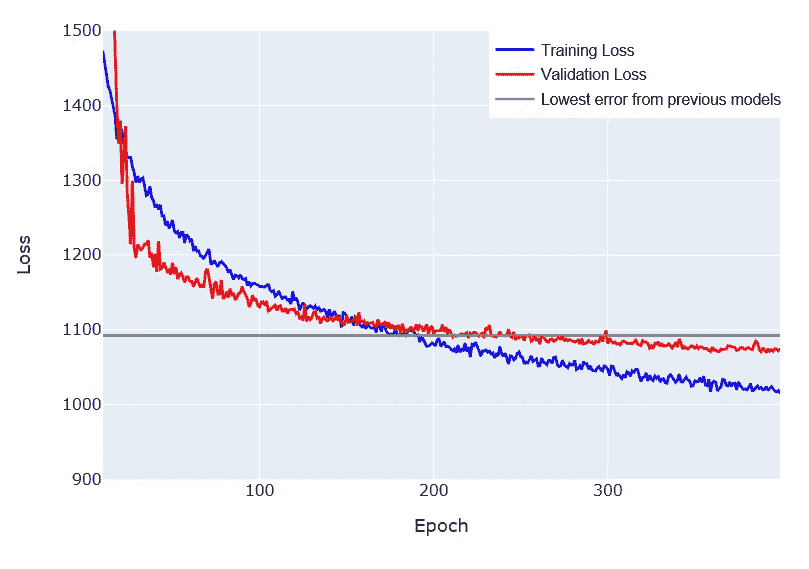 1500
1400
1300
1200
1100
1000
900
Loss
Training Loss
Validation Loss
Lowest error from previous models
100
200
300
Epoch